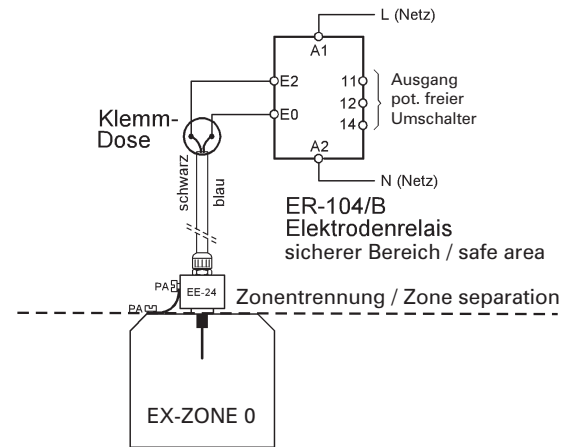 L (Netz)
A1
E2
11
Ausgang
12
pot. freier
14
Umschalter
E0
Klemm-
Dose
A2
N (Netz)
schwarz
blau
ER-104/B
Elektrodenrelais
sicherer Bereich / safe area
PA
EE-24
Zonentrennung / Zone separation
PA
EX-ZONE 0